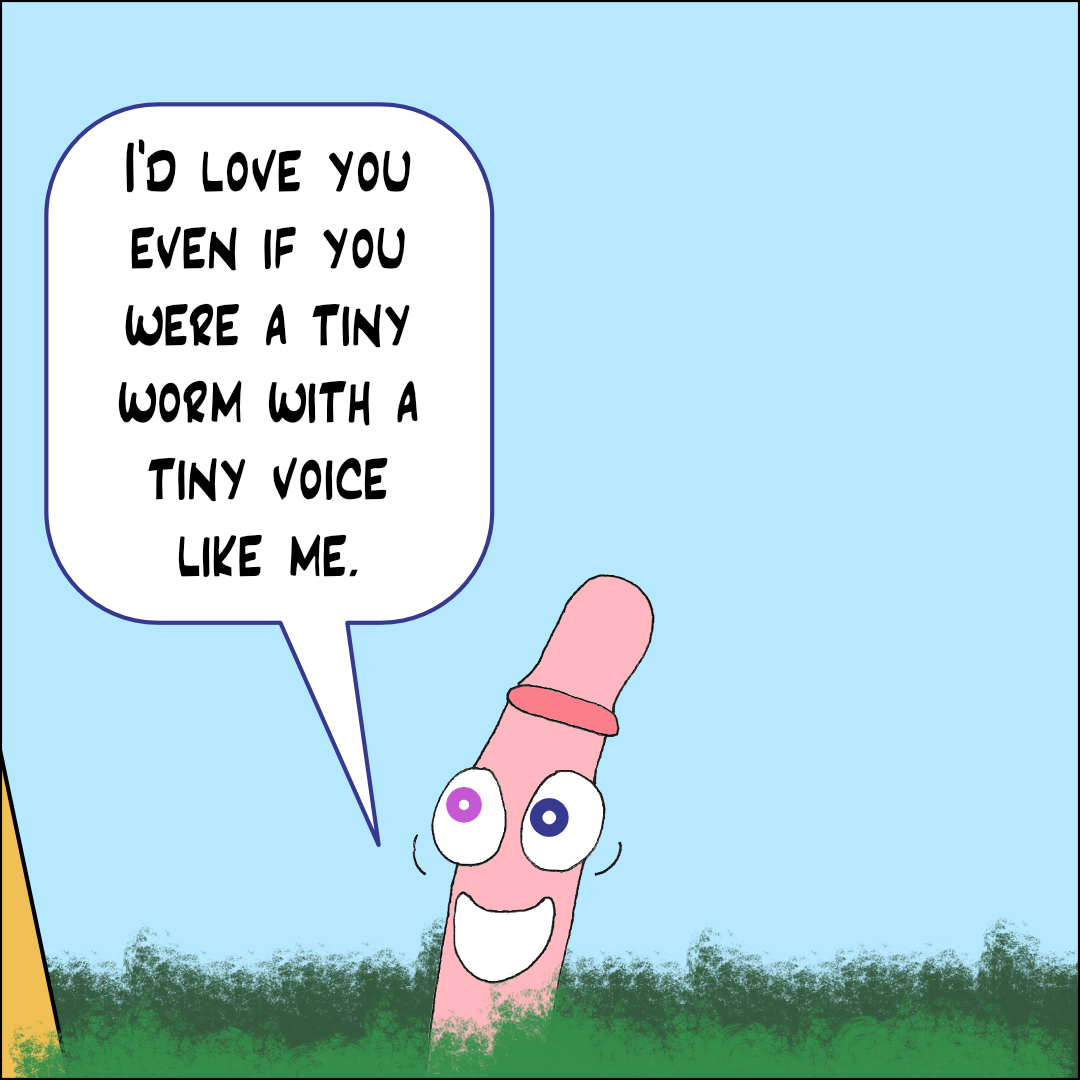 I'D LOVE YOU
EVEN IF YOU
WERE A TINY
WORM WITH A
TINY VOICE
LIKE ME.